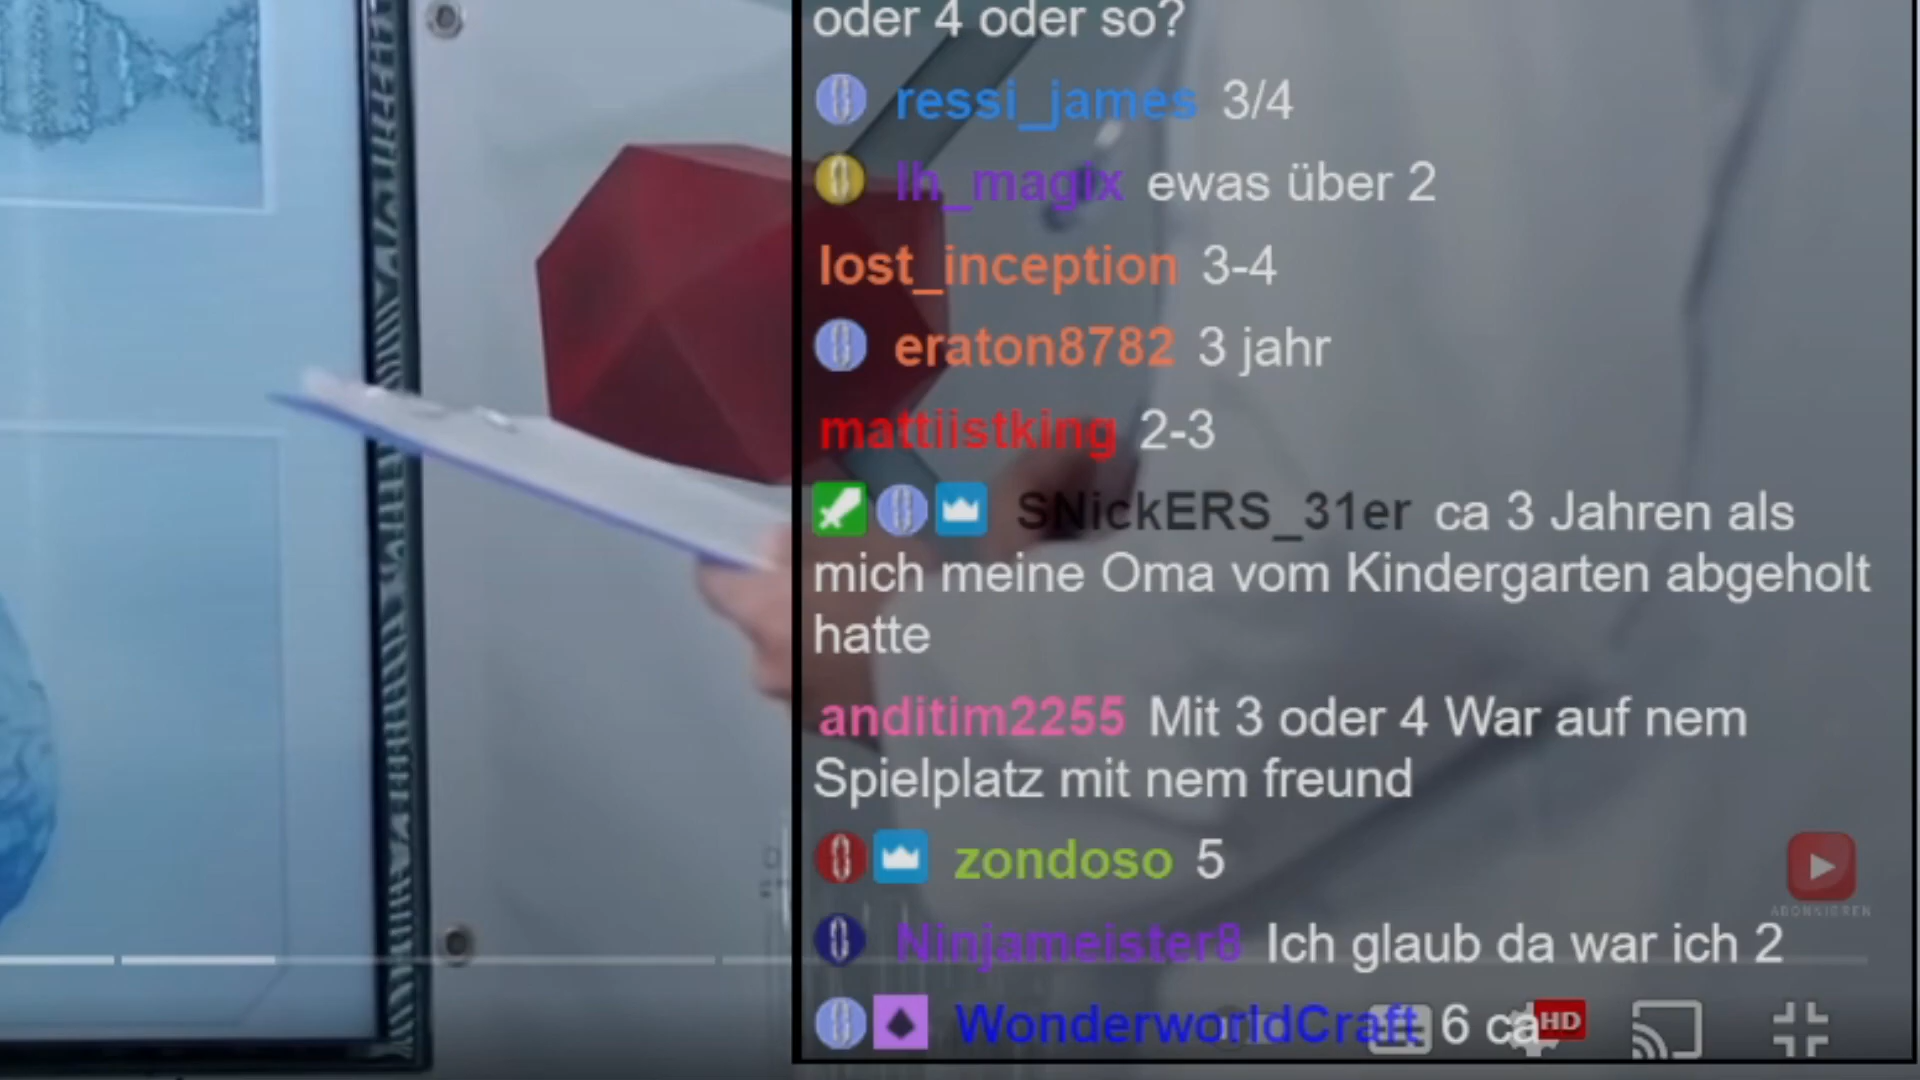 oder 4 oder so?
ressi_james 3/4
lh_magix ewas über 2
lost_inception 3-4
eraton8782 3 jahr
mattiistking 2-3
SNickERS_31er ca 3 Jahren als
mich meine Oma vom Kindergarten abgeholt
hatte
anditim2255 Mit 3 oder 4 War auf nem
Spielplatz mit nem freund
zondoso 5
ABONNIEREN
Ninjameister8 Ich glaub da war ich 2
WonderworldCraft 6 ca
HD